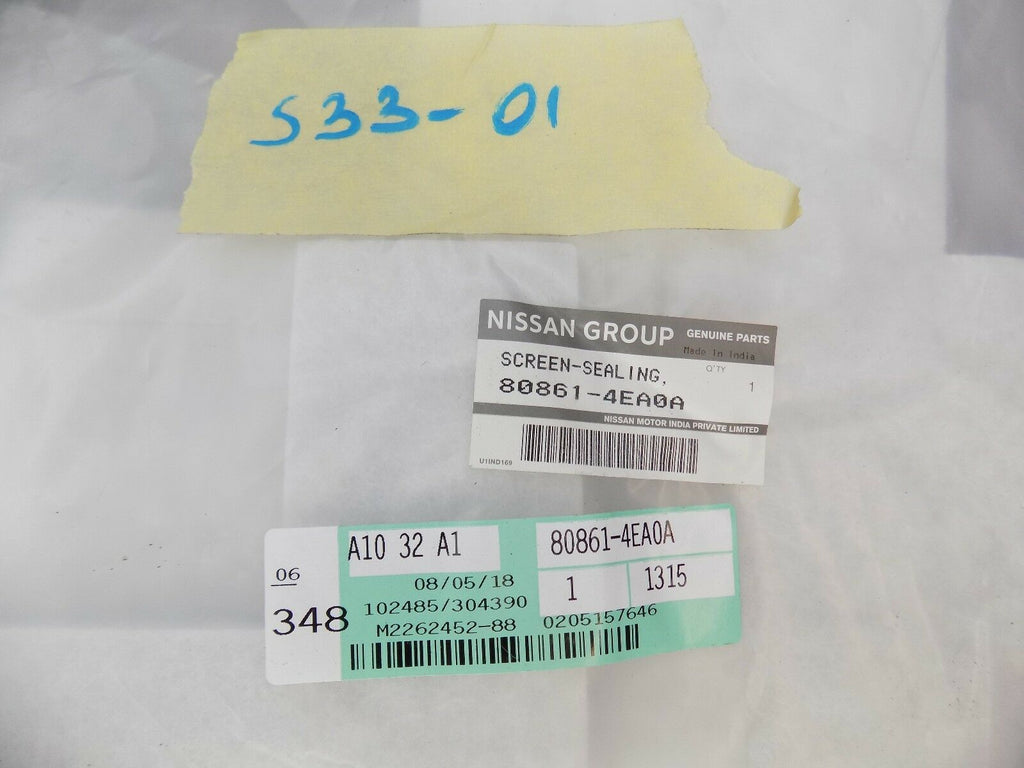 S33-01
NISSAN GROUP GENUINE PARTS
Made in India
SCREEN-SEALING, Q'TY 1
80861-4EA0A
NISSAN MOTOR INDIA PRIVATE LIMITED
U1IND169
A10 32 A1 80861-4EA0A
06 08/05/18 1 1315
348 102485/304390
M2262452-88 0205157646